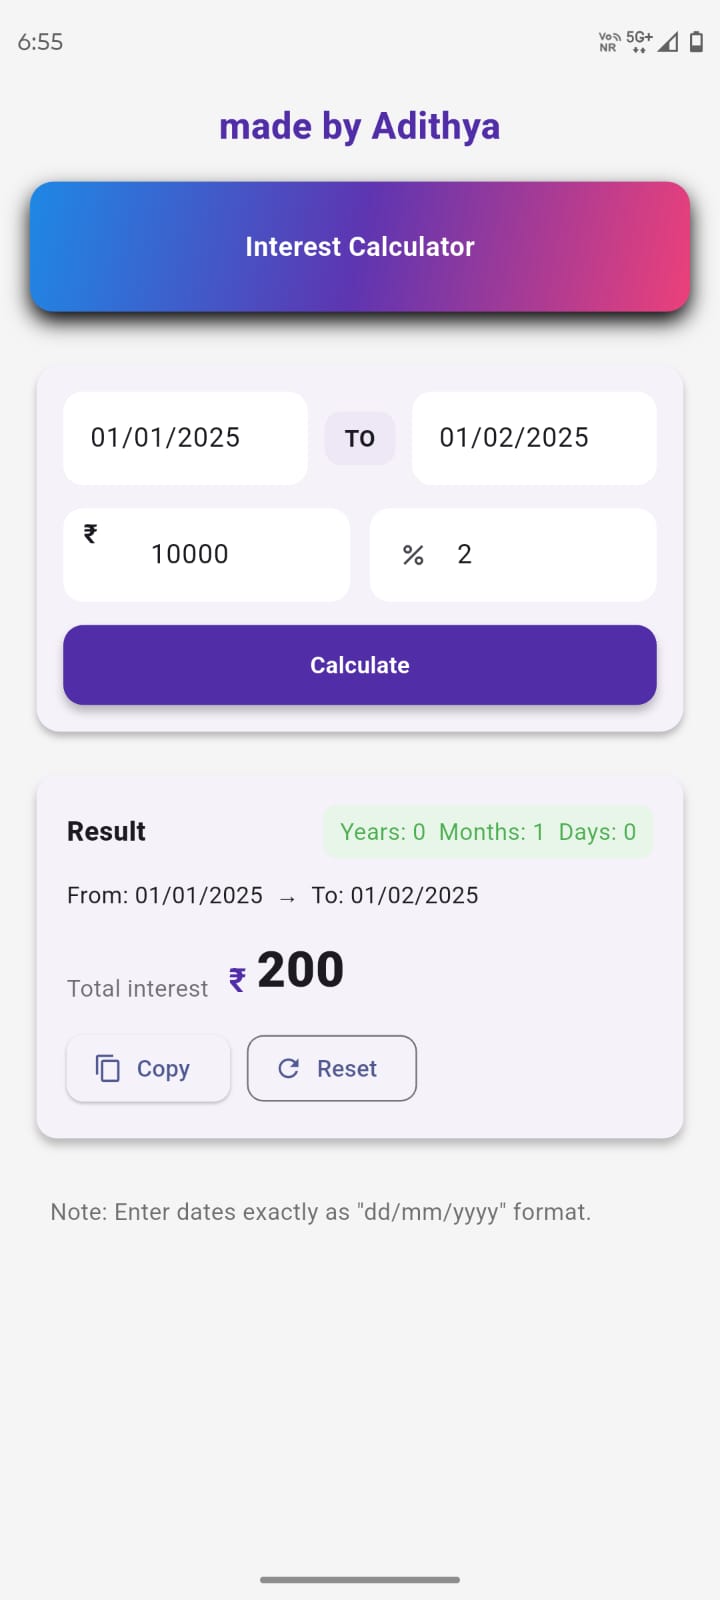 6:55
Vo NR 5G+
made by Adithya
Interest Calculator
01/01/2025 TO 01/02/2025
₹ 10000 % 2
Calculate
Result Years: 0 Months: 1 Days: 0
From: 01/01/2025 → To: 01/02/2025
Total interest ₹ 200
Copy Reset
Note: Enter dates exactly as "dd/mm/yyyy" format.